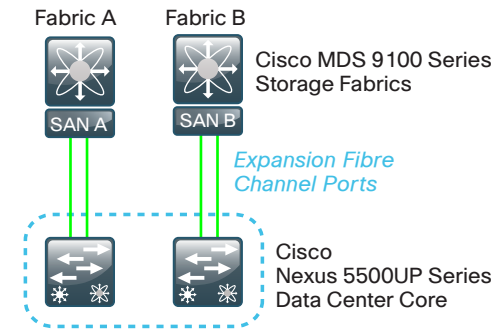 Fabric A
Fabric B
Cisco MDS 9100 Series
Storage Fabrics
SAN A
SAN B
Expansion Fibre
Channel Ports
Cisco
Nexus 5500UP Series
Data Center Core